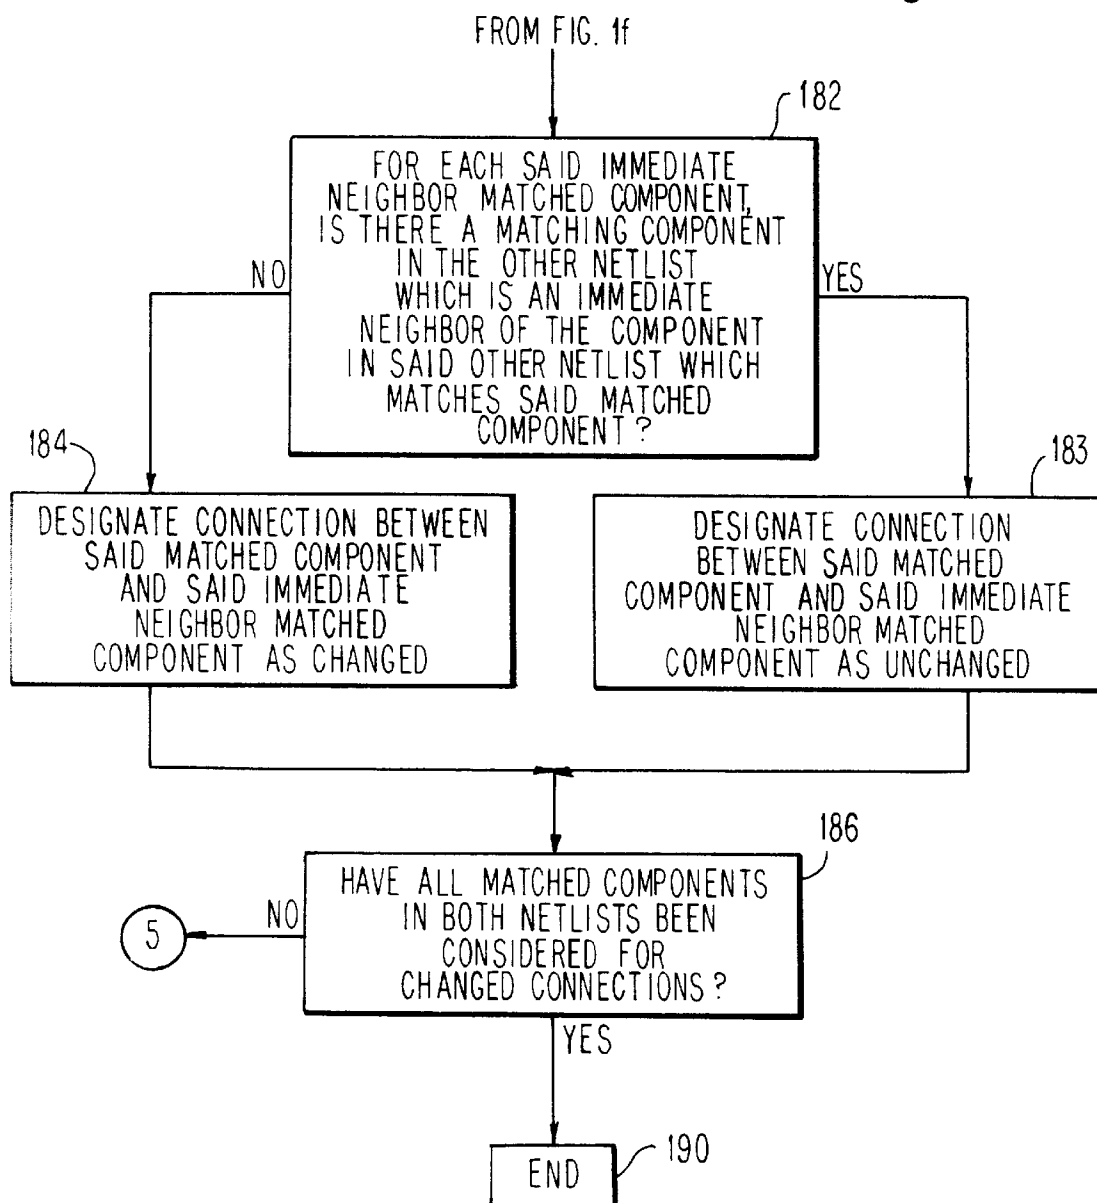 FROM FIG. 1f
182
FOR EACH SAID IMMEDIATE
NEIGHBOR MATCHED COMPONENT,
IS THERE A MATCHING COMPONENT
IN THE OTHER NETLIST
WHICH IS AN IMMEDIATE
NEIGHBOR OF THE COMPONENT
IN SAID OTHER NETLIST WHICH
MATCHES SAID MATCHED
COMPONENT?
NO
YES
184
DESIGNATE CONNECTION BETWEEN
SAID MATCHED COMPONENT
AND SAID IMMEDIATE
NEIGHBOR MATCHED
COMPONENT AS CHANGED
183
DESIGNATE CONNECTION
BETWEEN SAID MATCHED
COMPONENT AND SAID IMMEDIATE
NEIGHBOR MATCHED
COMPONENT AS UNCHANGED
186
HAVE ALL MATCHED COMPONENTS
IN BOTH NETLISTS BEEN
CONSIDERED FOR
CHANGED CONNECTIONS?
NO
5
YES
190
END